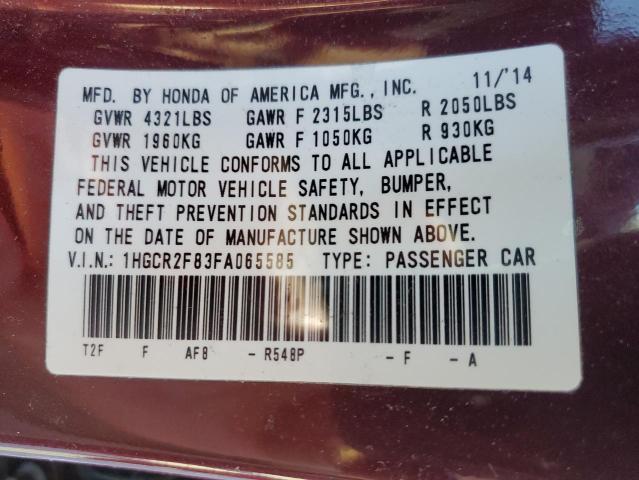 MFD. BY HONDA OF AMERICA MFG., INC. 11/'14
GVWR 4321LBS GAWR F 2315LBS R 2050LBS
GVWR 1960KG GAWR F 1050KG R 930KG
THIS VEHICLE CONFORMS TO ALL APPLICABLE
FEDERAL MOTOR VEHICLE SAFETY, BUMPER,
AND THEFT PREVENTION STANDARDS IN EFFECT
ON THE DATE OF MANUFACTURE SHOWN ABOVE.
V.I.N.: 1HGCR2F83FA065585 TYPE: PASSENGER CAR
T2F F AF8 - R548P - F - A